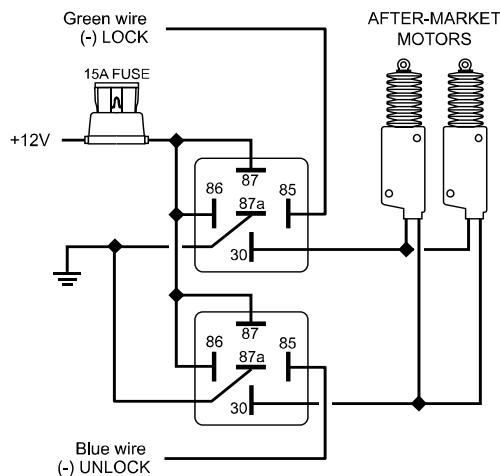 Green wire
(-) LOCK
AFTER-MARKET
MOTORS
15A FUSE
+12V
87
86
87a
85
30
87
86
87a
85
30
Blue wire
(-) UNLOCK